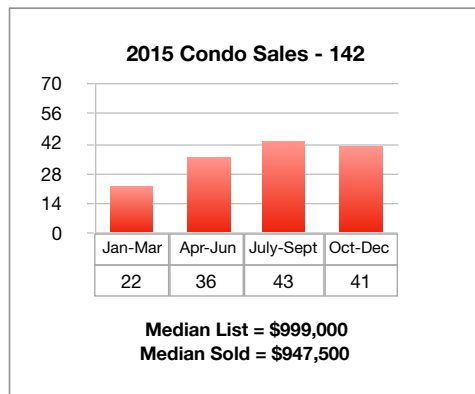 2015 Condo Sales - 142
70
56
42
28
14
0
Jan-Mar Apr-Jun July-Sept Oct-Dec
22 36 43 41
Median List = $999,000
Median Sold = $947,500